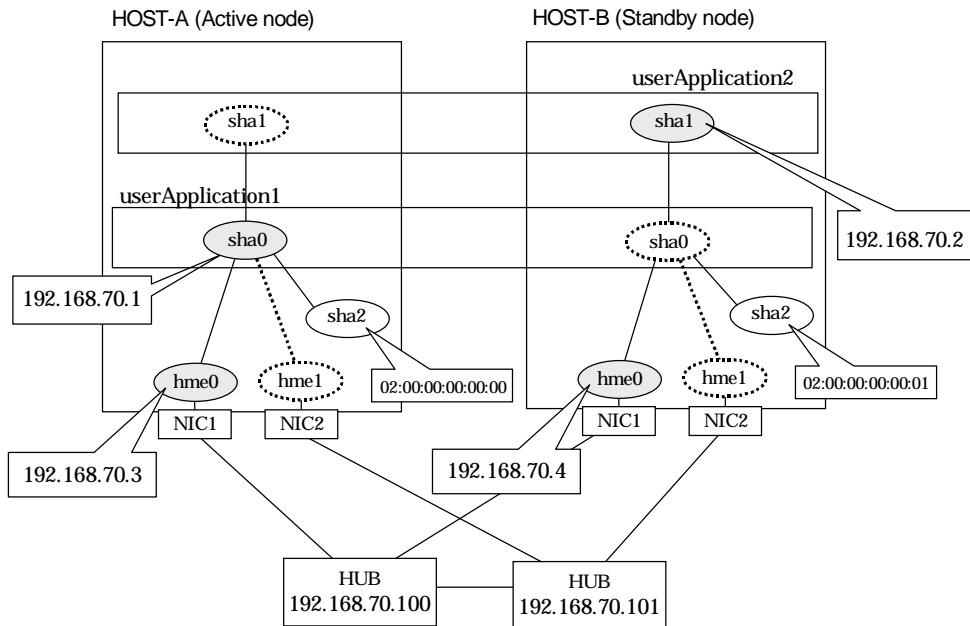 HOST-A (Active node)
HOST-B (Standby node)
userApplication2
sha1
sha1
userApplication1
sha0
sha0
192.168.70.2
192.168.70.1
sha2
sha2
hme0
hme1
02:00:00:00:00:00
hme0
hme1
02:00:00:00:00:01
NIC1
NIC2
NIC1
NIC2
192.168.70.3
192.168.70.4
HUB
192.168.70.100
HUB
192.168.70.101